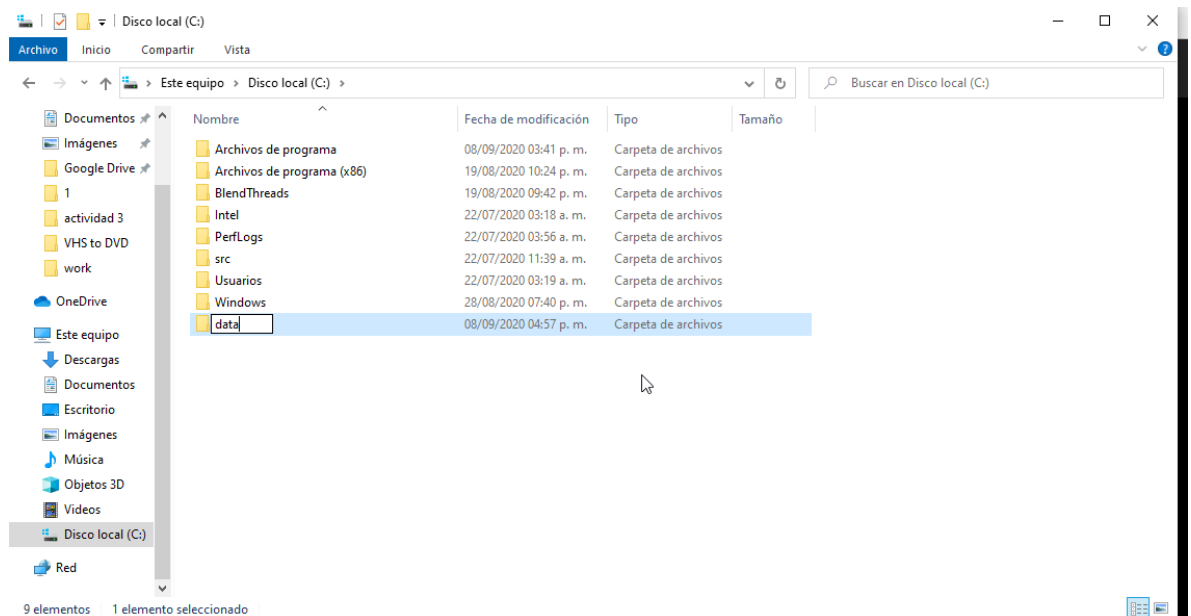 Disco local (C:)
Archivo Inicio Compartir Vista
Este equipo Disco local (C:)
Buscar en Disco local (C:)
Documentos
Imágenes
Google Drive
1
actividad 3
VHS to DVD
work
OneDrive
Este equipo
Descargas
Documentos
Escritorio
Imágenes
Música
Objetos 3D
Videos
Disco local (C:)
Red
Nombre Fecha de modificación Tipo Tamaño
Archivos de programa 08/09/2020 03:41 p. m. Carpeta de archivos
Archivos de programa (x86) 19/08/2020 10:24 p. m. Carpeta de archivos
BlendThreads 19/08/2020 09:42 p. m. Carpeta de archivos
Intel 22/07/2020 03:18 a. m. Carpeta de archivos
PerfLogs 22/07/2020 03:56 a. m. Carpeta de archivos
src 22/07/2020 11:39 a. m. Carpeta de archivos
Usuarios 22/07/2020 03:19 a. m. Carpeta de archivos
Windows 28/08/2020 07:40 p. m. Carpeta de archivos
data 08/09/2020 04:57 p. m. Carpeta de archivos
9 elementos 1 elemento seleccionado